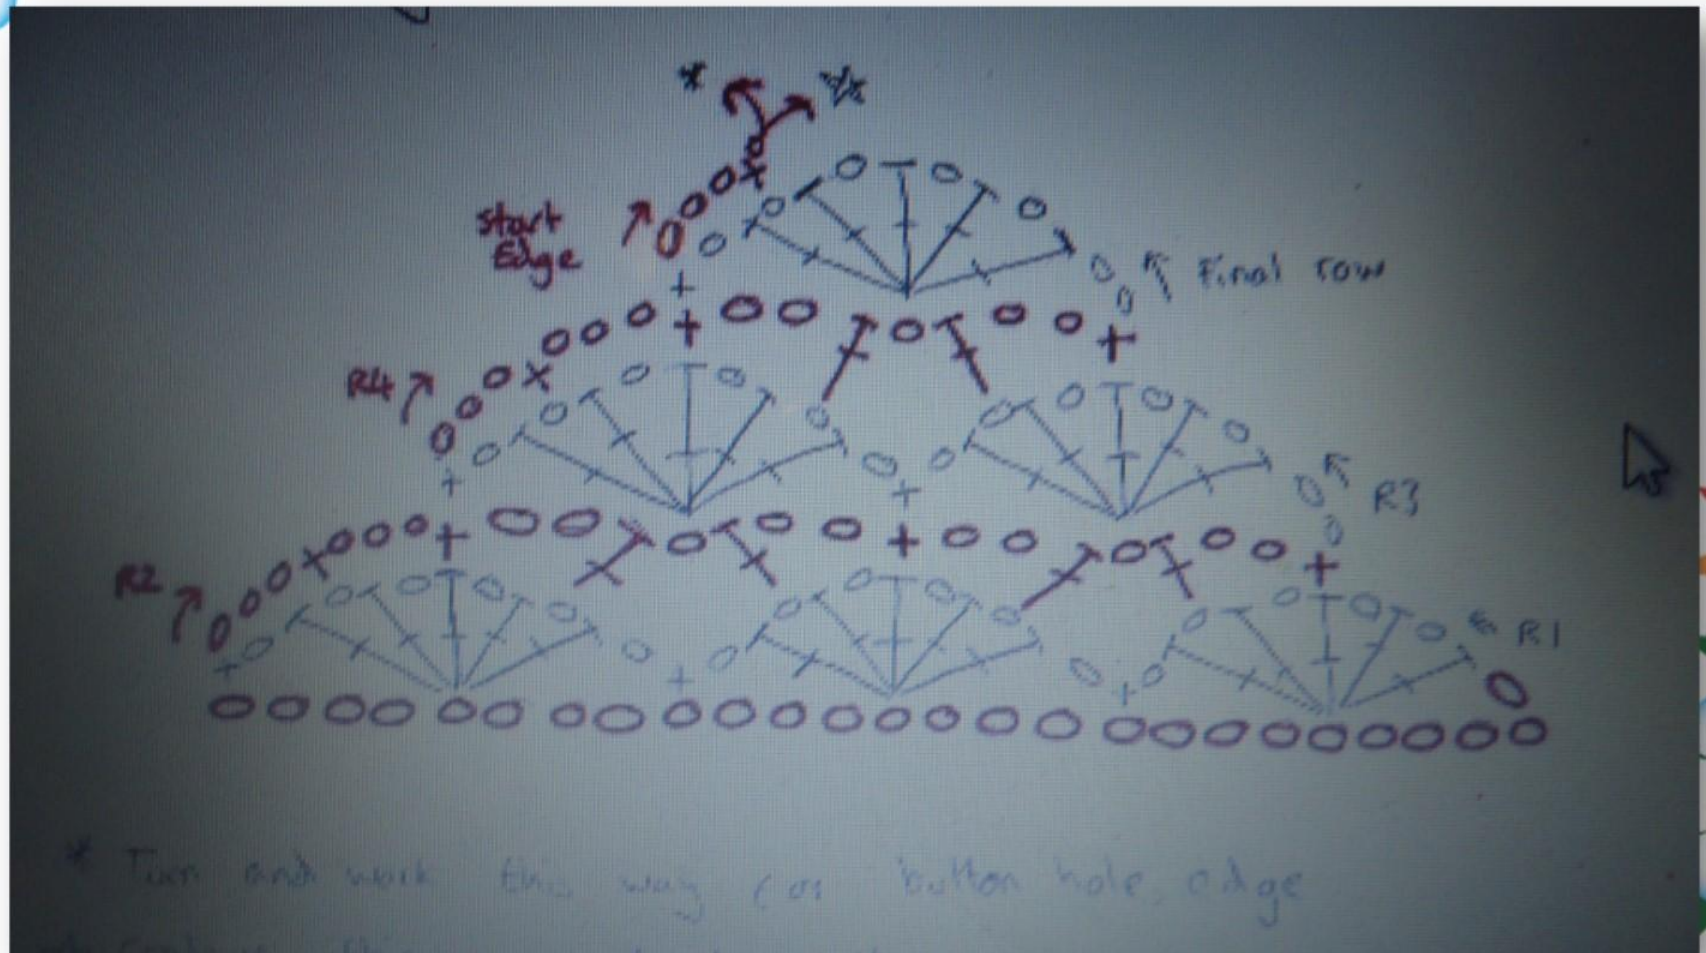 *
start
Edge
Final row
R4
R3
R2
R1
* Turn and work this way for button hole, edge